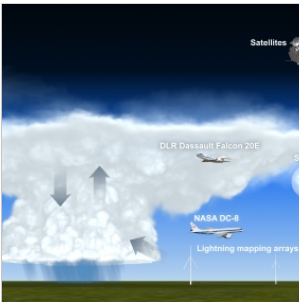 Satellites
DLR Dassault Falcon 20E
S
NASA DC-8
Lightning mapping arrays